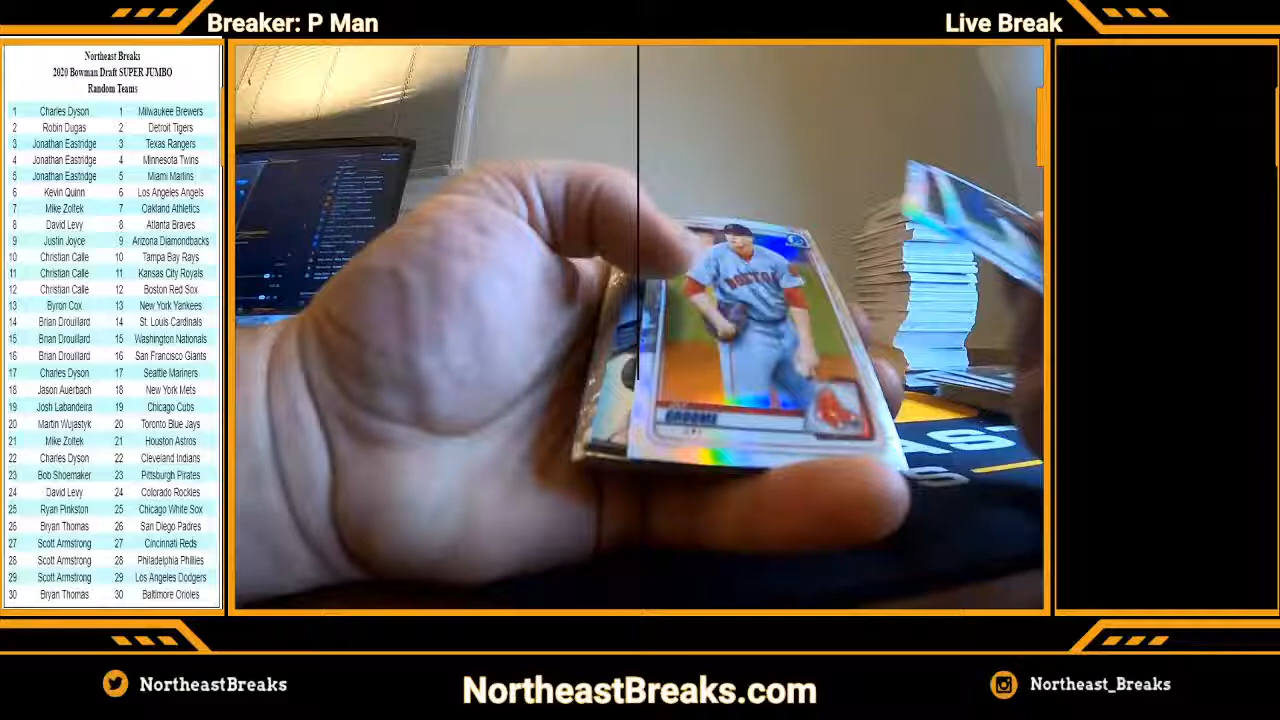 Breaker: P Man
Live Break
Northeast Breaks
2020 Bowman Draft SUPER JUMBO
Random Teams
1 Charles Dyson 1 Milwaukee Brewers
2 Robin Dugas 2 Detroit Tigers
3 Jonathan Eastridge 3 Texas Rangers
4 Jonathan Eastridge 4 Minnesota Twins
5 Jonathan Eastridge 5 Miami Marlins
6 Kevin Quinn 6 Los Angeles Angels
7 Mike Zoltek 7 Oakland Athletics
8 David Levy 8 Atlanta Braves
9 Justin Joyce 9 Arizona Diamondbacks
10 Christian Calle 10 Tampa Bay Rays
11 Christian Calle 11 Kansas City Royals
12 Christian Calle 12 Boston Red Sox
13 Byron Cox 13 New York Yankees
14 Brian Drouillard 14 St. Louis Cardinals
15 Brian Drouillard 15 Washington Nationals
16 Brian Drouillard 16 San Francisco Giants
17 Charles Dyson 17 Seattle Mariners
18 Jason Auerbach 18 New York Mets
19 Josh Labandeira 19 Chicago Cubs
20 Martin Wujastyk 20 Toronto Blue Jays
21 Mike Zoltek 21 Houston Astros
22 Charles Dyson 22 Cleveland Indians
23 Bob Shoemaker 23 Pittsburgh Pirates
24 David Levy 24 Colorado Rockies
25 Ryan Pinkston 25 Chicago White Sox
26 Bryan Thomas 26 San Diego Padres
27 Scott Armstrong 27 Cincinnati Reds
28 Scott Armstrong 28 Philadelphia Phillies
29 Scott Armstrong 29 Los Angeles Dodgers
30 Bryan Thomas 30 Baltimore Orioles
BOSTON
NortheastBreaks
NortheastBreaks.com
Northeast_Breaks